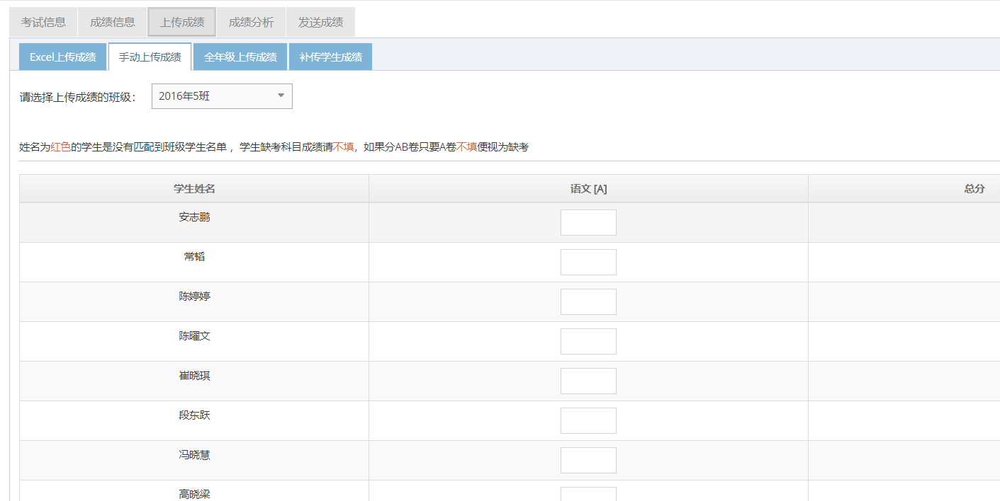 考试信息 成绩信息 上传成绩 成绩分析 发送成绩
Excel上传成绩 手动上传成绩 全年级上传成绩 补传学生成绩
请选择上传成绩的班级： 2016年5班
姓名为红色的学生是没有匹配到班级学生名单 ，学生缺考科目成绩请不填，如果分AB卷只要A卷不填便视为缺考
学生姓名 语文 [A] 总分
安志鹏
常韬
陈婷婷
陈曜文
崔晓琪
段东跃
冯晓慧
高晓梁